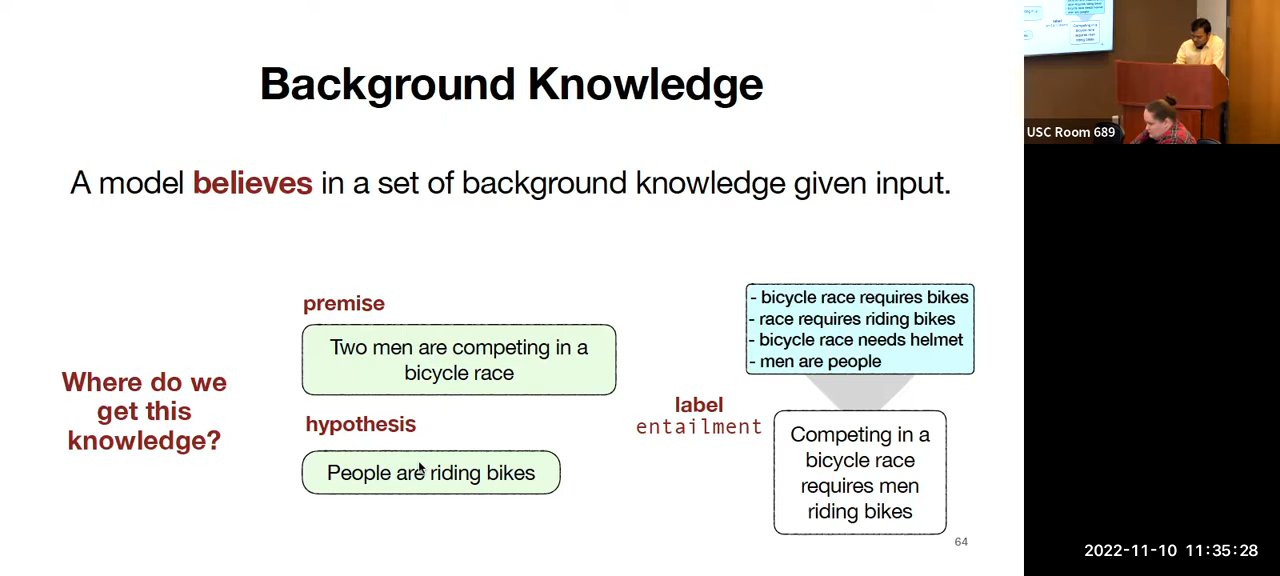 Background Knowledge
A model believes in a set of background knowledge given input.
Where do we
get this
knowledge?
premise
Two men are competing in a
bicycle race
hypothesis
People are riding bikes
label
entailment
- bicycle race requires bikes
- race requires riding bikes
- bicycle race needs helmet
- men are people
Competing in a
bicycle race
requires men
riding bikes
64
USC Room 689
2022-11-10 11:35:28